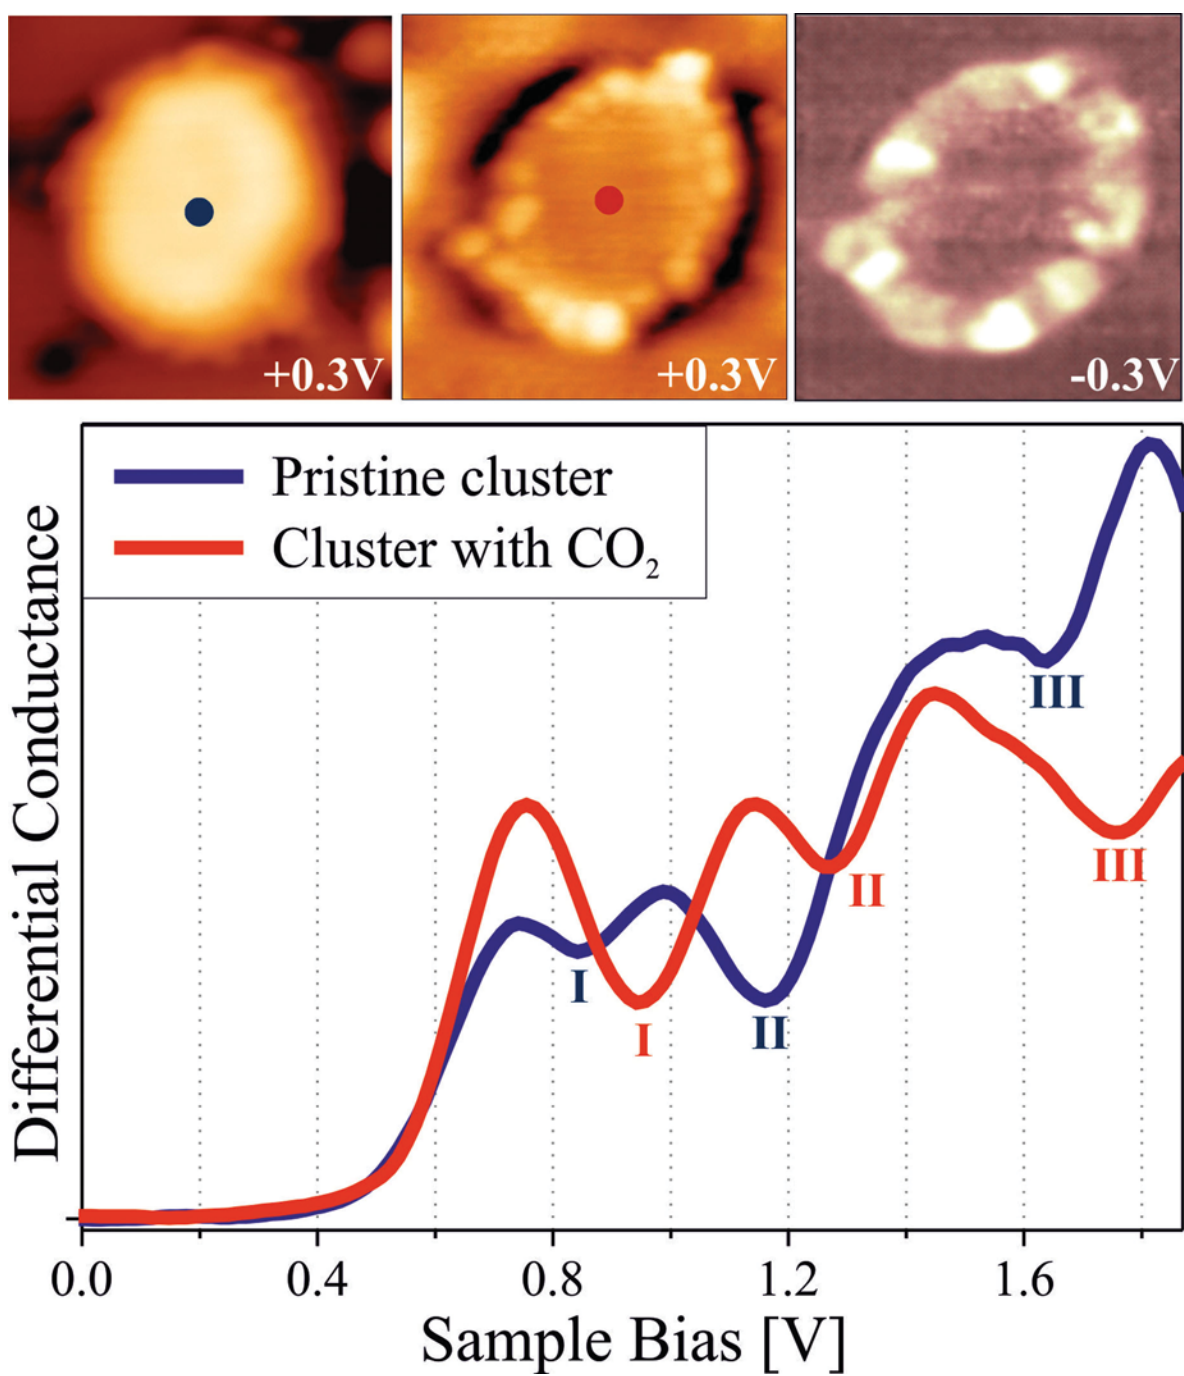 +0.3V
+0.3V
-0.3V
Pristine cluster
Cluster with CO₂
Differential Conductance
III
III
II
I
I
II
0.0
0.4
0.8
1.2
1.6
Sample Bias [V]